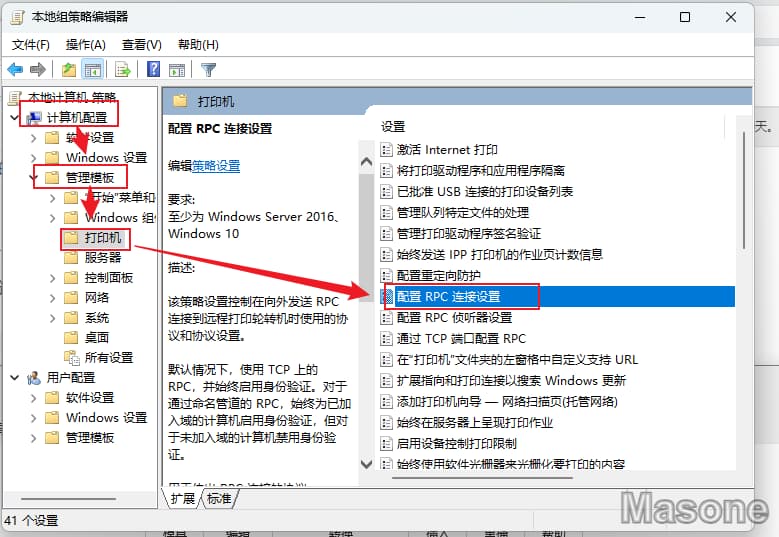 本地组策略编辑器
文件(F) 操作(A) 查看(V) 帮助(H)
本地计算机 策略
计算机配置
软件设置
Windows 设置
管理模板
"开始"菜单和
Windows 组
打印机
服务器
控制面板
网络
系统
桌面
所有设置
用户配置
软件设置
Windows 设置
管理模板
打印机
配置 RPC 连接设置
编辑策略设置
要求:
至少为 Windows Server 2016、
Windows 10
描述:
该策略设置控制在向外发送 RPC
连接到远程打印轮转机时使用的协
议和协议设置。
默认情况下，使用 TCP 上的
RPC，并始终启用身份验证。对于
通过命名管道的 RPC，始终为已加
入域的计算机启用身份验证，但对
于未加入域的计算机禁用身份验
证。
设置
激活 Internet 打印
将打印驱动程序和应用程序隔离
已批准 USB 连接的打印设备列表
管理队列特定文件的处理
管理打印驱动程序签名验证
始终发送 IPP 打印机的作业页计数信息
配置重定向防护
配置 RPC 连接设置
配置 RPC 侦听器设置
通过 TCP 端口配置 RPC
在“打印机”文件夹的左窗格中自定义支持 URL
扩展指向和打印连接以搜索 Windows 更新
添加打印机向导 — 网络扫描页(托管网络)
始终在服务器上呈现打印作业
启用设备控制打印限制
始终使用软件光栅器来光栅化要打印的内容
扩展 标准
41 个设置
天。
Masone